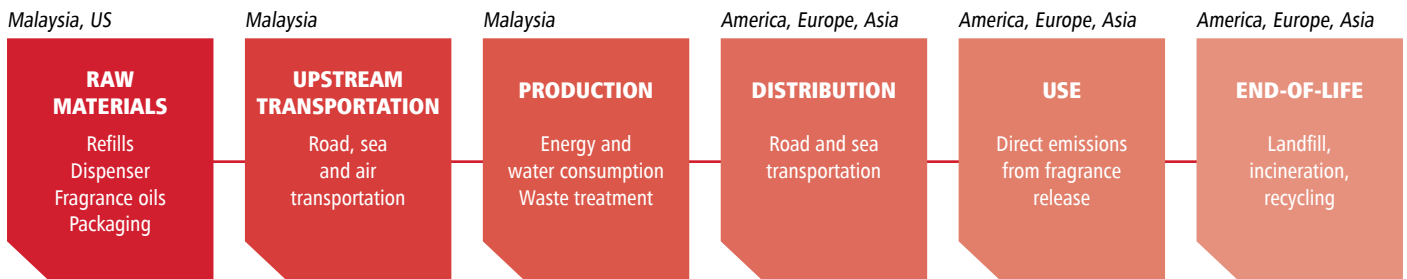 Malaysia, US
RAW
MATERIALS
Refills
Dispenser
Fragrance oils
Packaging
Malaysia
UPSTREAM
TRANSPORTATION
Road, sea
and air
transportation
Malaysia
PRODUCTION
Energy and
water consumption
Waste treatment
America, Europe, Asia
DISTRIBUTION
Road and sea
transportation
America, Europe, Asia
USE
Direct emissions
from fragrance
release
America, Europe, Asia
END-OF-LIFE
Landfill,
incineration,
recycling